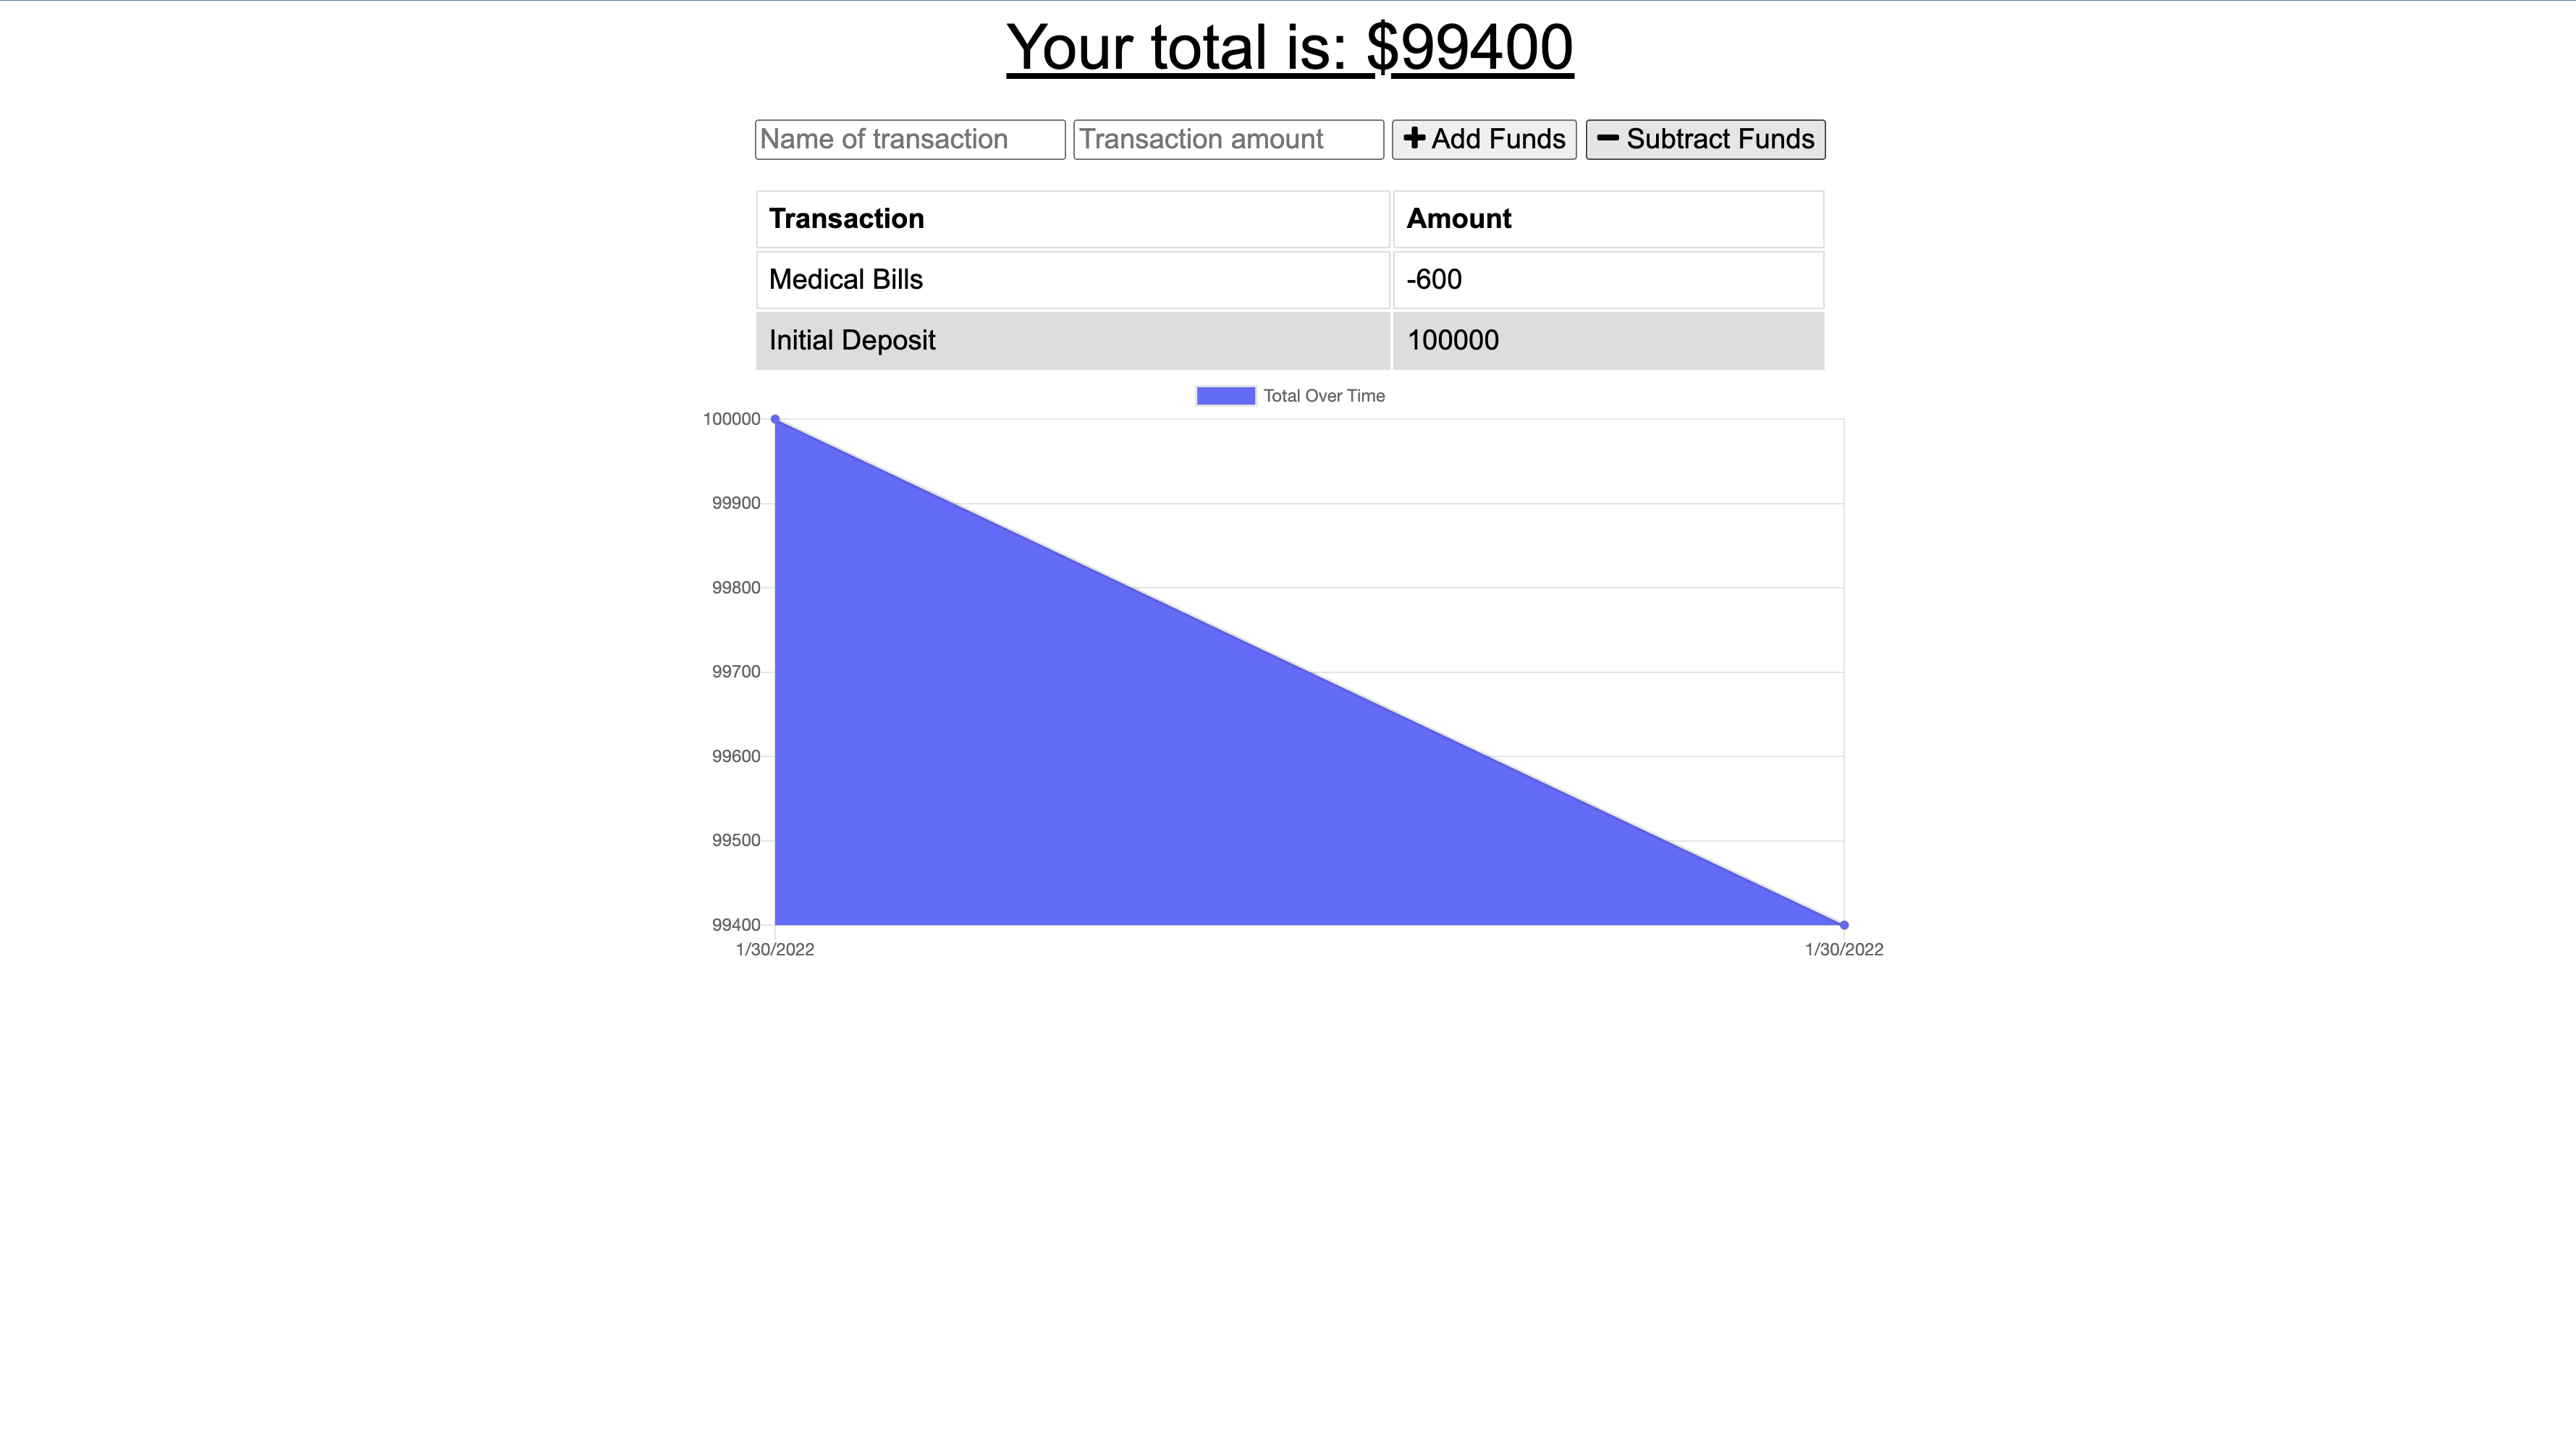 Your total is: $99400
Name of transaction Transaction amount Add Funds Subtract Funds
Transaction Amount
Medical Bills -600
Initial Deposit 100000
Total Over Time
100000
99900
99800
99700
99600
99500
99400
1/30/2022 1/30/2022